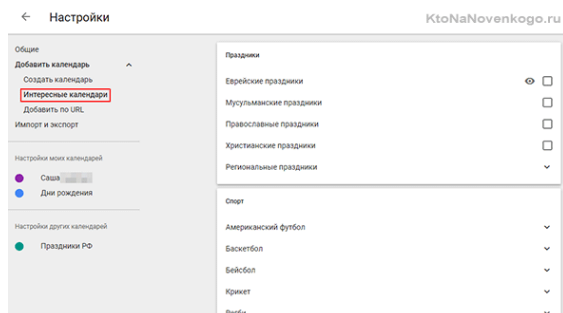 ← Настройки
KtoNaNovenkogo.ru
Общие
Добавить календарь
Создать календарь
Интересные календари
Добавить по URL
Импорт и экспорт
Настройки моих календарей
Саша
Дни рождения
Настройки других календарей
Праздники РФ
Праздники
Еврейские праздники
Мусульманские праздники
Православные праздники
Христианские праздники
Региональные праздники
Спорт
Американский футбол
Баскетбол
Бейсбол
Крикет
Регби